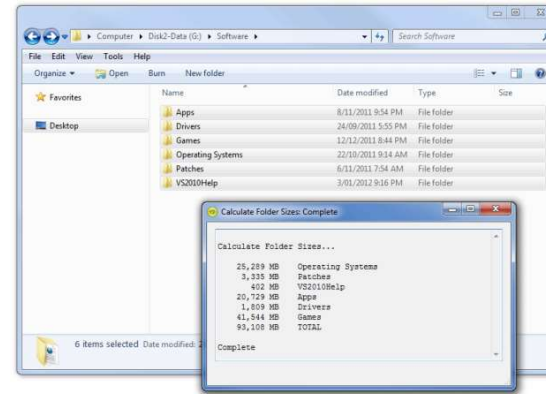 Computer ▸ Disk2-Data (G:) ▸ Software ▸
Search Software
File Edit View Tools Help
Organize Open Burn New folder
Name Date modified Type Size
Favorites
Desktop
Apps 8/11/2011 9:54 PM File folder
Drivers 24/09/2011 5:55 PM File folder
Games 12/12/2011 8:44 PM File folder
Operating Systems 22/10/2011 9:14 AM File folder
Patches 6/11/2011 7:54 AM File folder
VS2010Help 3/01/2012 9:16 PM File folder
Calculate Folder Sizes: Complete
Calculate Folder Sizes...
25,289 MB Operating Systems
3,335 MB Patches
402 MB VS2010Help
20,729 MB Apps
1,809 MB Drivers
41,544 MB Games
93,108 MB TOTAL
Complete
6 items selected Date modified: